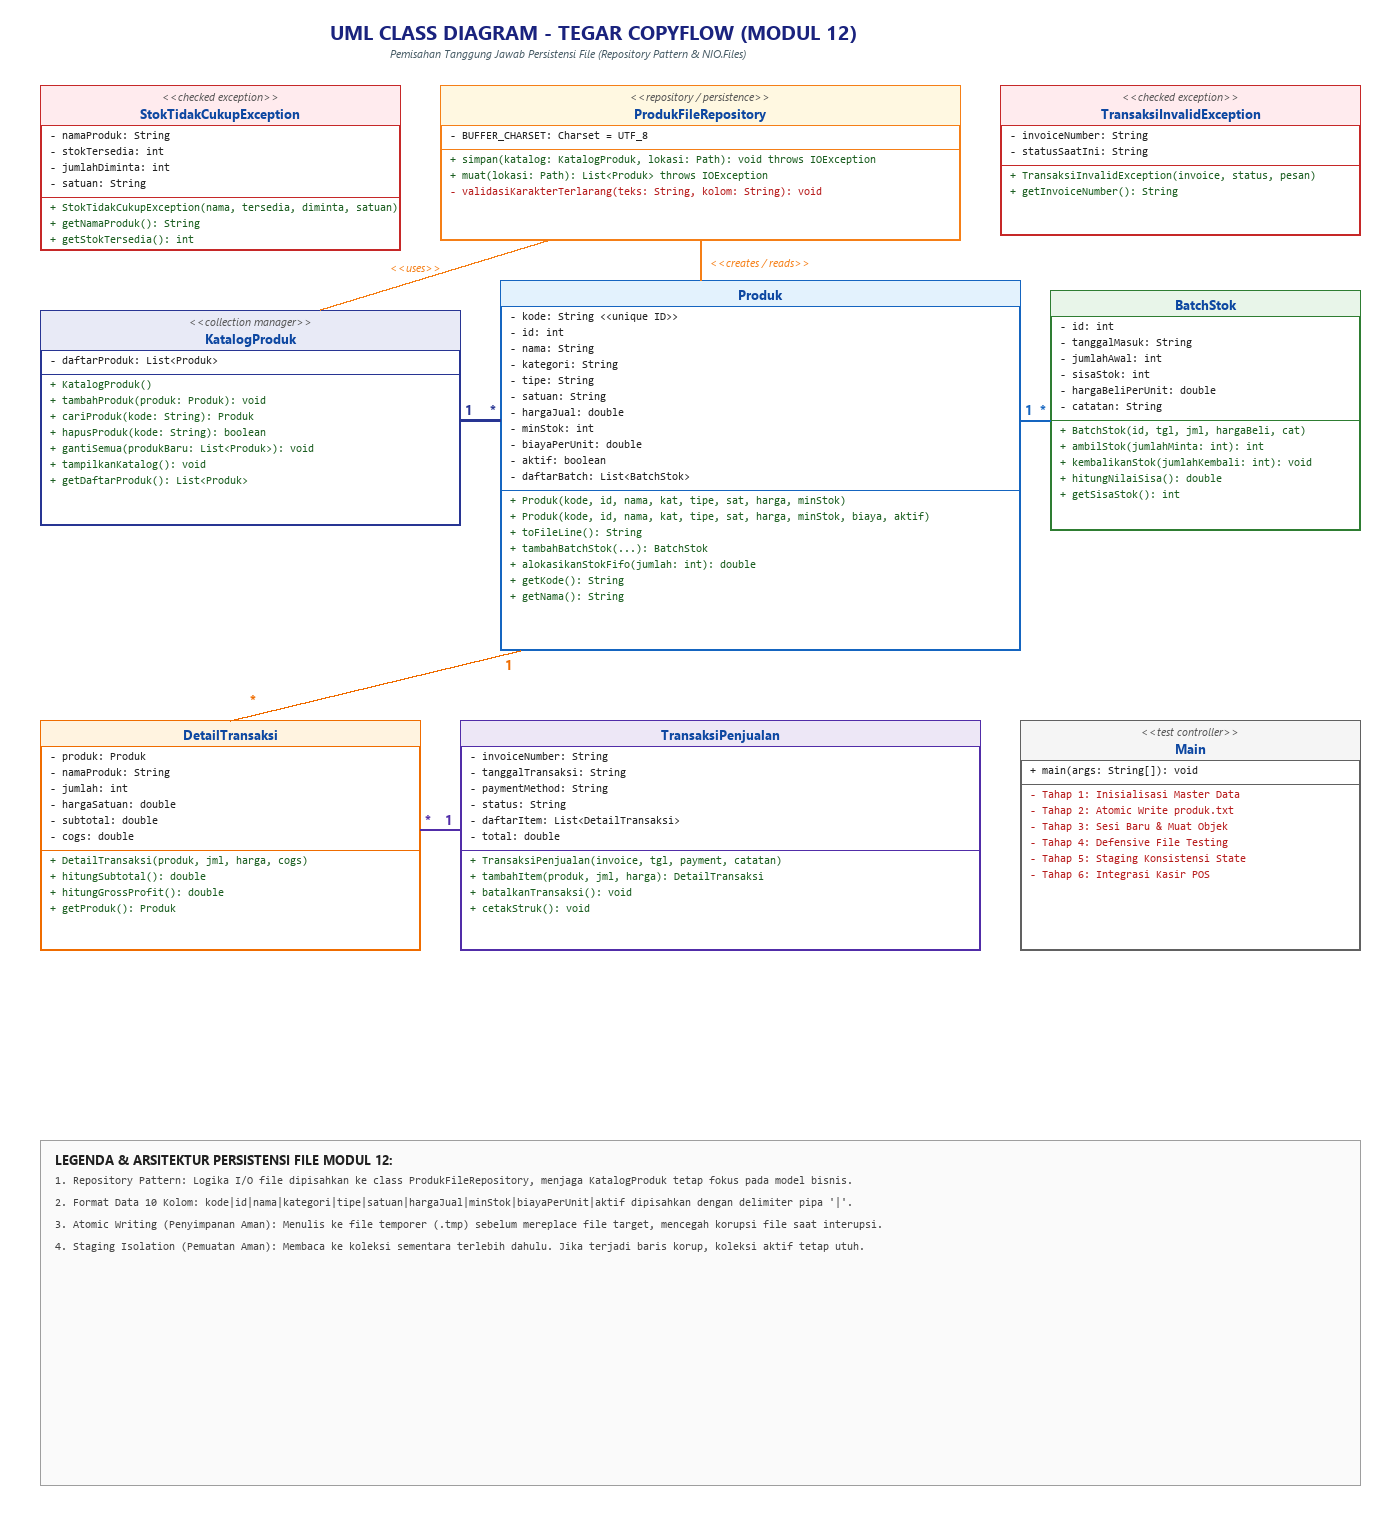 UML CLASS DIAGRAM - TEGAR COPYFLOW (MODUL 12)
Pemisahan Tanggung Jawab Persistensi File (Repository Pattern & NIO.Files)
<<checked exception>>
StokTidakCukupException
- namaProduk: String
- stokTersedia: int
- jumlahDiminta: int
- satuan: String
+ StokTidakCukupException(nama, tersedia, diminta, satuan)
+ getNamaProduk(): String
+ getStokTersedia(): int
<<repository / persistence>>
ProdukFileRepository
- BUFFER_CHARSET: Charset = UTF_8
+ simpan(katalog: KatalogProduk, lokasi: Path): void throws IOException
+ muat(lokasi: Path): List<Produk> throws IOException
- validasiKarakterTerlarang(teks: String, kolom: String): void
<<checked exception>>
TransaksiInvalidException
- invoiceNumber: String
- statusSaatIni: String
+ TransaksiInvalidException(invoice, status, pesan)
+ getInvoiceNumber(): String
<<uses>>
<<creates / reads>>
<<collection manager>>
KatalogProduk
- daftarProduk: List<Produk>
+ KatalogProduk()
+ tambahProduk(produk: Produk): void
+ cariProduk(kode: String): Produk
+ hapusProduk(kode: String): boolean
+ gantiSemua(produkBaru: List<Produk>): void
+ tampilkanKatalog(): void
+ getDaftarProduk(): List<Produk>
1 *
Produk
- kode: String <<unique ID>>
- id: int
- nama: String
- kategori: String
- tipe: String
- satuan: String
- hargaJual: double
- minStok: int
- biayaPerUnit: double
- aktif: boolean
- daftarBatch: List<BatchStok>
+ Produk(kode, id, nama, kat, tipe, sat, harga, minStok)
+ Produk(kode, id, nama, kat, tipe, sat, harga, minStok, biaya, aktif)
+ toFileLine(): String
+ tambahBatchStok(...): BatchStok
+ alokasikanStokFifo(jumlah: int): double
+ getKode(): String
+ getNama(): String
1 *
BatchStok
- id: int
- tanggalMasuk: String
- jumlahAwal: int
- sisaStok: int
- hargaBeliPerUnit: double
- catatan: String
+ BatchStok(id, tgl, jml, hargaBeli, cat)
+ ambilStok(jumlahMinta: int): int
+ kembalikanStok(jumlahKembali: int): void
+ hitungNilaiSisa(): double
+ getSisaStok(): int
1
*
DetailTransaksi
- produk: Produk
- namaProduk: String
- jumlah: int
- hargaSatuan: double
- subtotal: double
- cogs: double
+ DetailTransaksi(produk, jml, harga, cogs)
+ hitungSubtotal(): double
+ hitungGrossProfit(): double
+ getProduk(): Produk
* 1
TransaksiPenjualan
- invoiceNumber: String
- tanggalTransaksi: String
- paymentMethod: String
- status: String
- daftarItem: List<DetailTransaksi>
- total: double
+ TransaksiPenjualan(invoice, tgl, payment, catatan)
+ tambahItem(produk, jml, harga): DetailTransaksi
+ batalkanTransaksi(): void
+ cetakStruk(): void
<<test controller>>
Main
+ main(args: String[]): void
- Tahap 1: Inisialisasi Master Data
- Tahap 2: Atomic Write produk.txt
- Tahap 3: Sesi Baru & Muat Objek
- Tahap 4: Defensive File Testing
- Tahap 5: Staging Konsistensi State
- Tahap 6: Integrasi Kasir POS
LEGENDA & ARSITEKTUR PERSISTENSI FILE MODUL 12:
1. Repository Pattern: Logika I/O file dipisahkan ke class ProdukFileRepository, menjaga KatalogProduk tetap fokus pada model bisnis.
2. Format Data 10 Kolom: kode|id|nama|kategori|tipe|satuan|hargaJual|minStok|biayaPerUnit|aktif dipisahkan dengan delimiter pipa '|'.
3. Atomic Writing (Penyimpanan Aman): Menulis ke file temporer (.tmp) sebelum mereplace file target, mencegah korupsi file saat interupsi.
4. Staging Isolation (Pemuatan Aman): Membaca ke koleksi sementara terlebih dahulu. Jika terjadi baris korup, koleksi aktif tetap utuh.